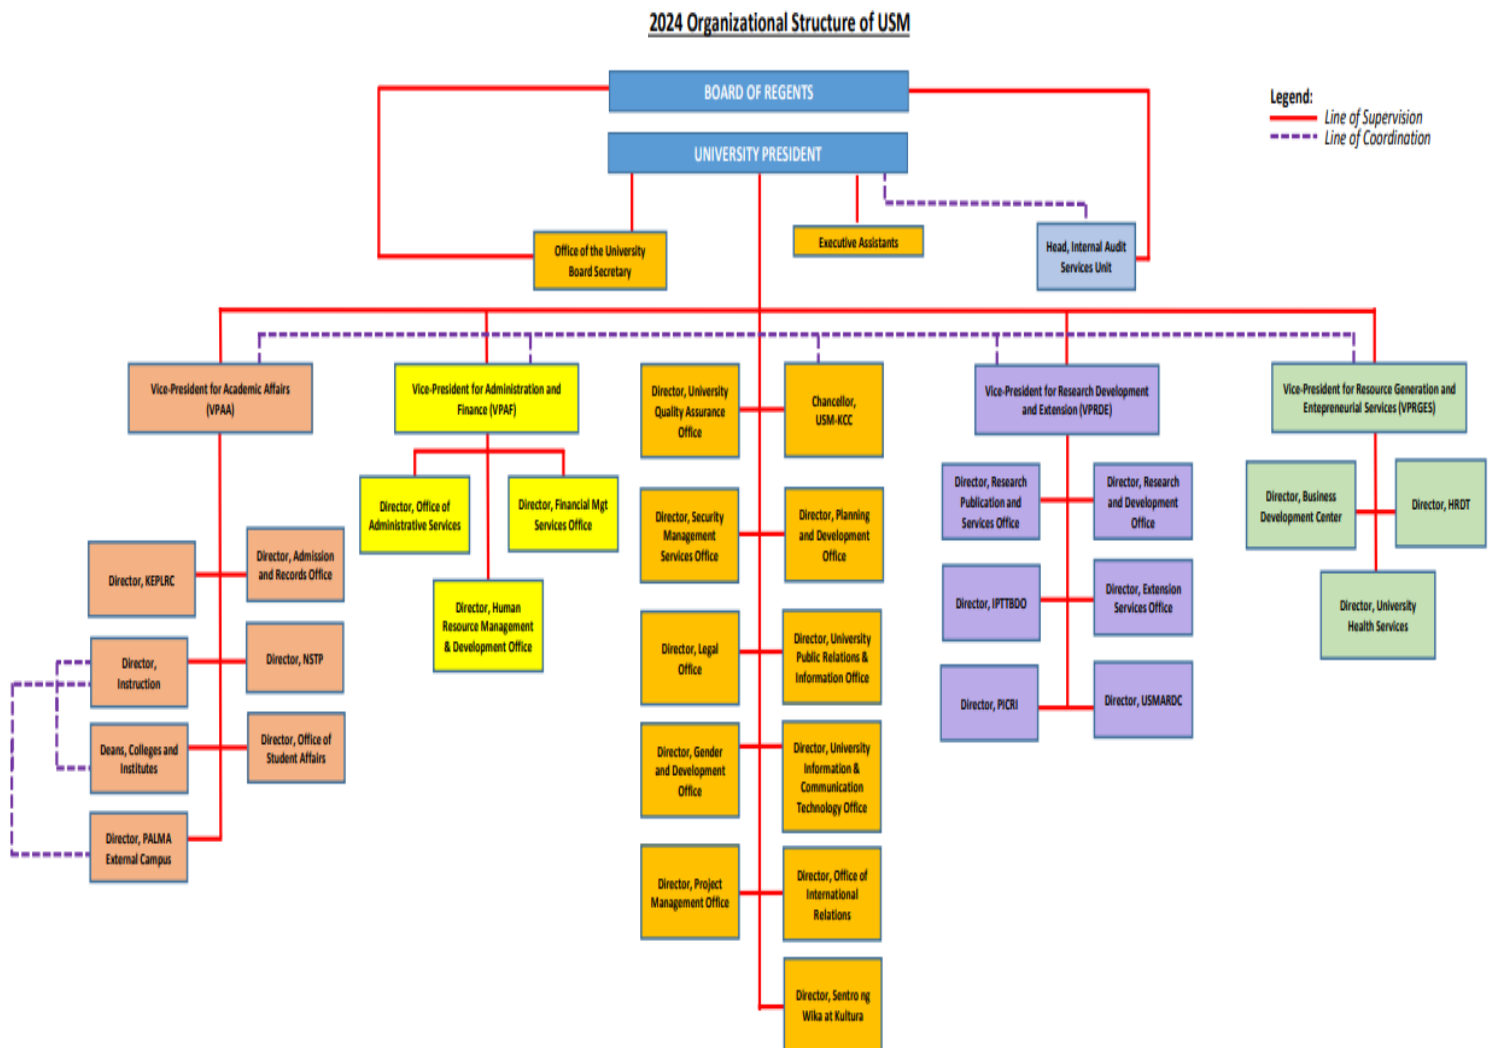 2024 Organizational Structure of USM
BOARD OF REGENTS
Legend:
Line of Supervision
Line of Coordination
UNIVERSITY PRESIDENT
Office of the University
Board Secretary
Executive Assistants
Head, Internal Audit
Services Unit
Vice-President for Academic Affairs
(VPAA)
Vice-President for Administration and
Finance (VPAF)
Director, University
Quality Assurance
Office
Chancellor,
USM-KCC
Vice-President for Research Development
and Extension (VPRDE)
Vice-President for Resource Generation and
Entepreneurial Services (VPRGES)
Director, Office of
Administrative Services
Director, Financial Mgt
Services Office
Director, Human
Resource Management
& Development Office
Director, Security
Management
Services Office
Director, Planning
and Development
Office
Director, Research
Publication and
Services Office
Director, Research
and Development
Office
Director, Business
Development Center
Director, HRDT
Director, KEPLRC
Director, Admission
and Records Office
Director, IPTTBDO
Director, Extension
Services Office
Director, University
Health Services
Director,
Instruction
Director, NSTP
Director, Legal
Office
Director, University
Public Relations &
Information Office
Director, PICRI
Director, USMARDC
Deans, Colleges and
Institutes
Director, Office of
Student Affairs
Director, Gender
and Development
Office
Director, University
Information &
Communication
Technology Office
Director, PALMA
External Campus
Director, Project
Management Office
Director, Office of
International
Relations
Director, Sentro ng
Wika at Kultura